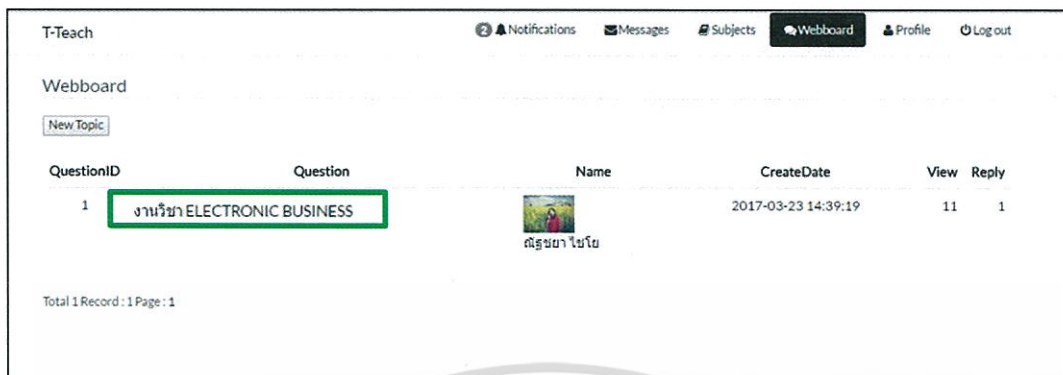 T-Teach 2 Notifications Messages Subjects Webboard Profile Log out
Webboard
New Topic
QuestionID Question Name CreateDate View Reply
1 งานวิชา ELECTRONIC BUSINESS 2017-03-23 14:39:19 11 1
ณัฐชยา ไชโย
Total 1 Record : 1 Page : 1